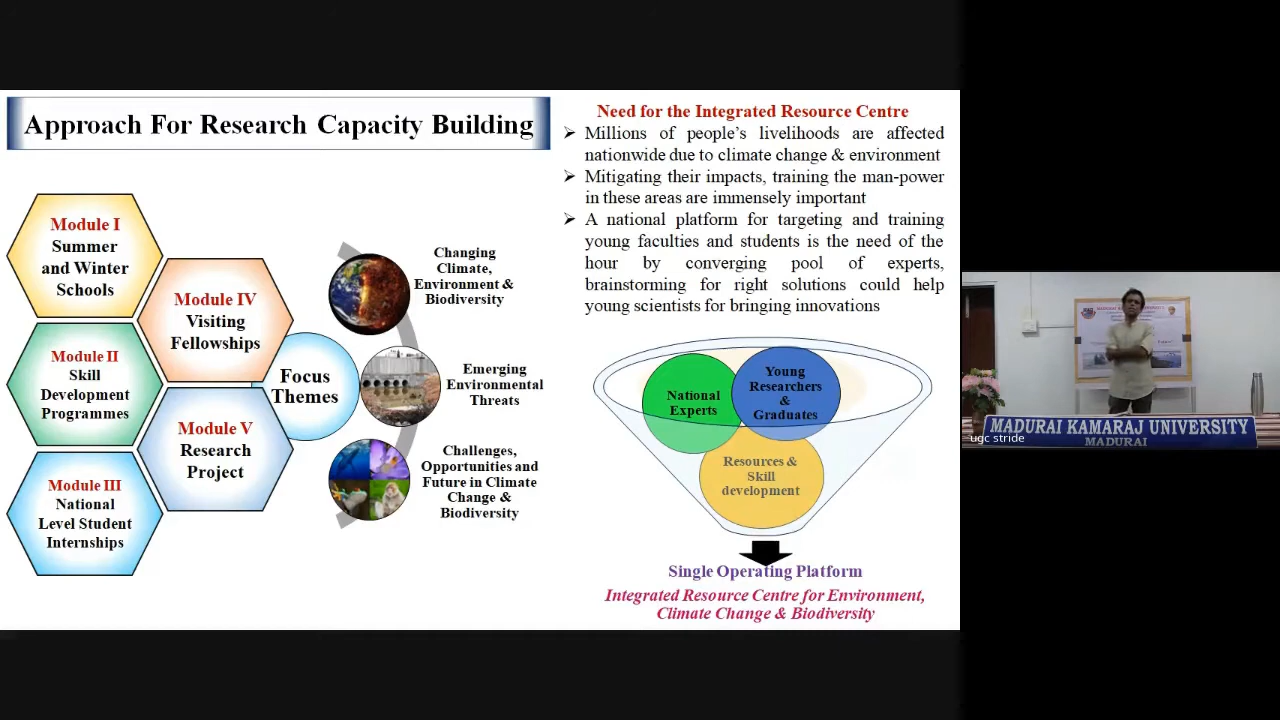 Approach For Research Capacity Building
Module I
Summer
and Winter
Schools
Module II
Skill
Development
Programmes
Module III
National
Level Student
Internships
Module IV
Visiting
Fellowships
Module V
Research
Project
Focus
Themes
Changing
Climate,
Environment &
Biodiversity
Emerging
Environmental
Threats
Challenges,
Opportunities and
Future in Climate
Change &
Biodiversity
Need for the Integrated Resource Centre
➢ Millions of people's livelihoods are affected
nationwide due to climate change & environment
➢ Mitigating their impacts, training the man-power
in these areas are immensely important
➢ A national platform for targeting and training
young faculties and students is the need of the
hour by converging pool of experts,
brainstorming for right solutions could help
young scientists for bringing innovations
National
Experts
Young
Researchers
&
Graduates
Resources &
Skill
development
Single Operating Platform
Integrated Resource Centre for Environment,
Climate Change & Biodiversity
MADURAI KAMARAJ UNIVERSITY
MADURAI
ugc stride